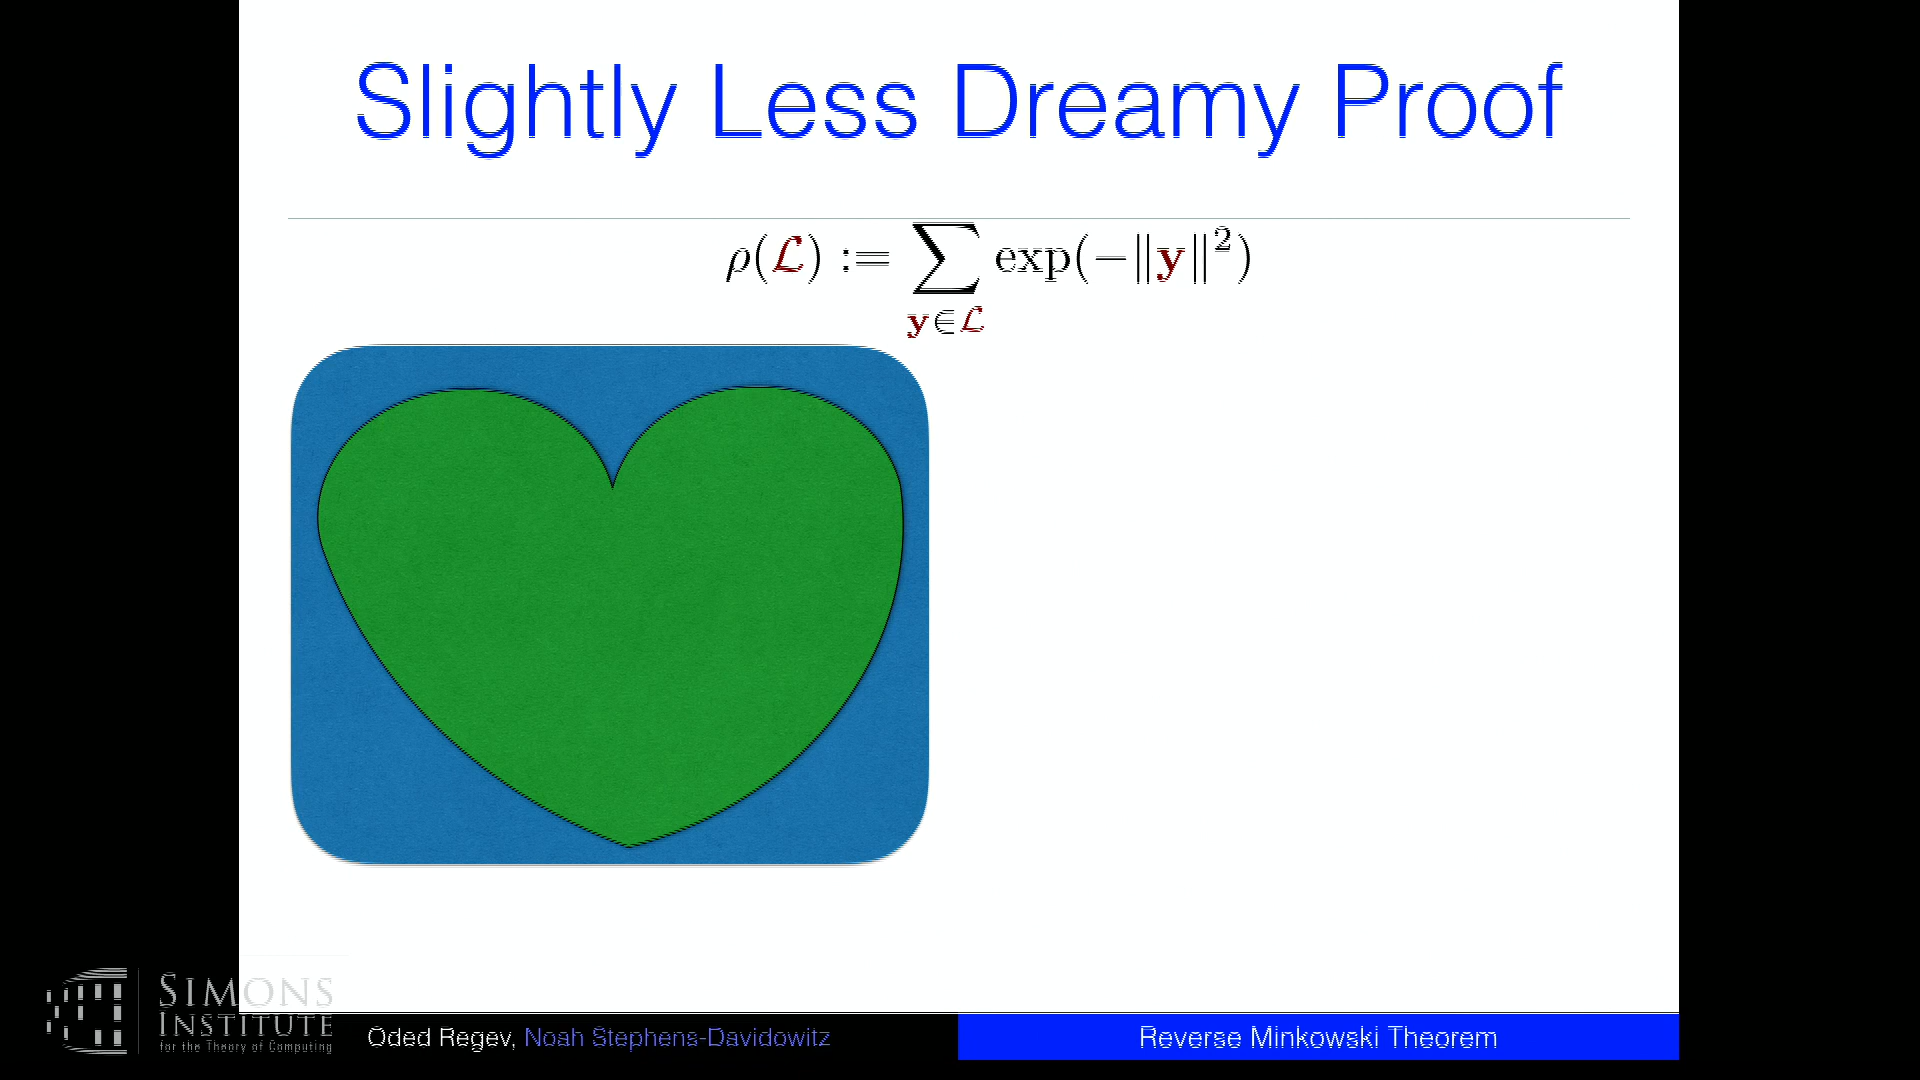 Slightly Less Dreamy Proof
ρ(ℒ) := ∑ exp(−‖y‖²)
y∈ℒ
SIMONS
INSTITUTE
for the Theory of Computing
Oded Regev, Noah Stephens-Davidowitz
Reverse Minkowski Theorem